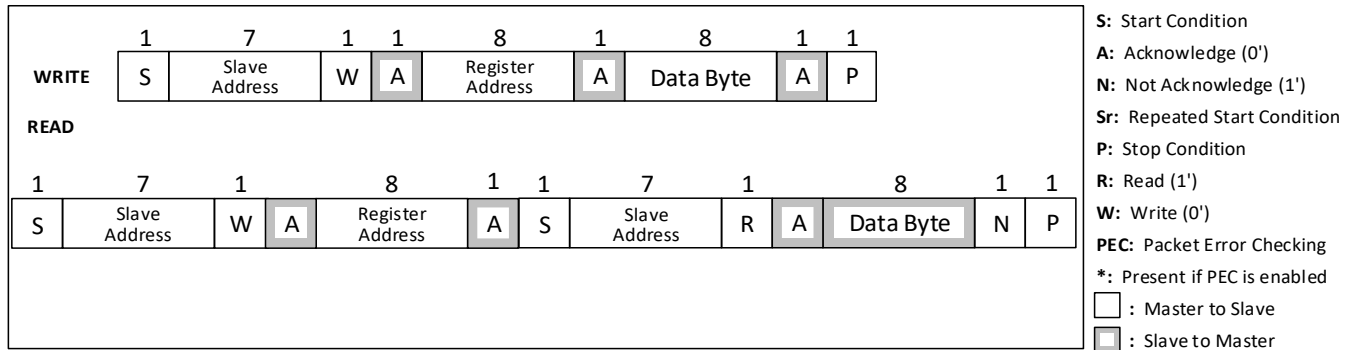 1 7 1 1 8 1 8 1 1
WRITE S Slave Address W A Register Address A Data Byte A P
READ
1 7 1 8 1 1 7 1 8 1 1
S Slave Address W A Register Address A S Slave Address R A Data Byte N P
S: Start Condition
A: Acknowledge (0')
N: Not Acknowledge (1')
Sr: Repeated Start Condition
P: Stop Condition
R: Read (1')
W: Write (0')
PEC: Packet Error Checking
*: Present if PEC is enabled
: Master to Slave
: Slave to Master